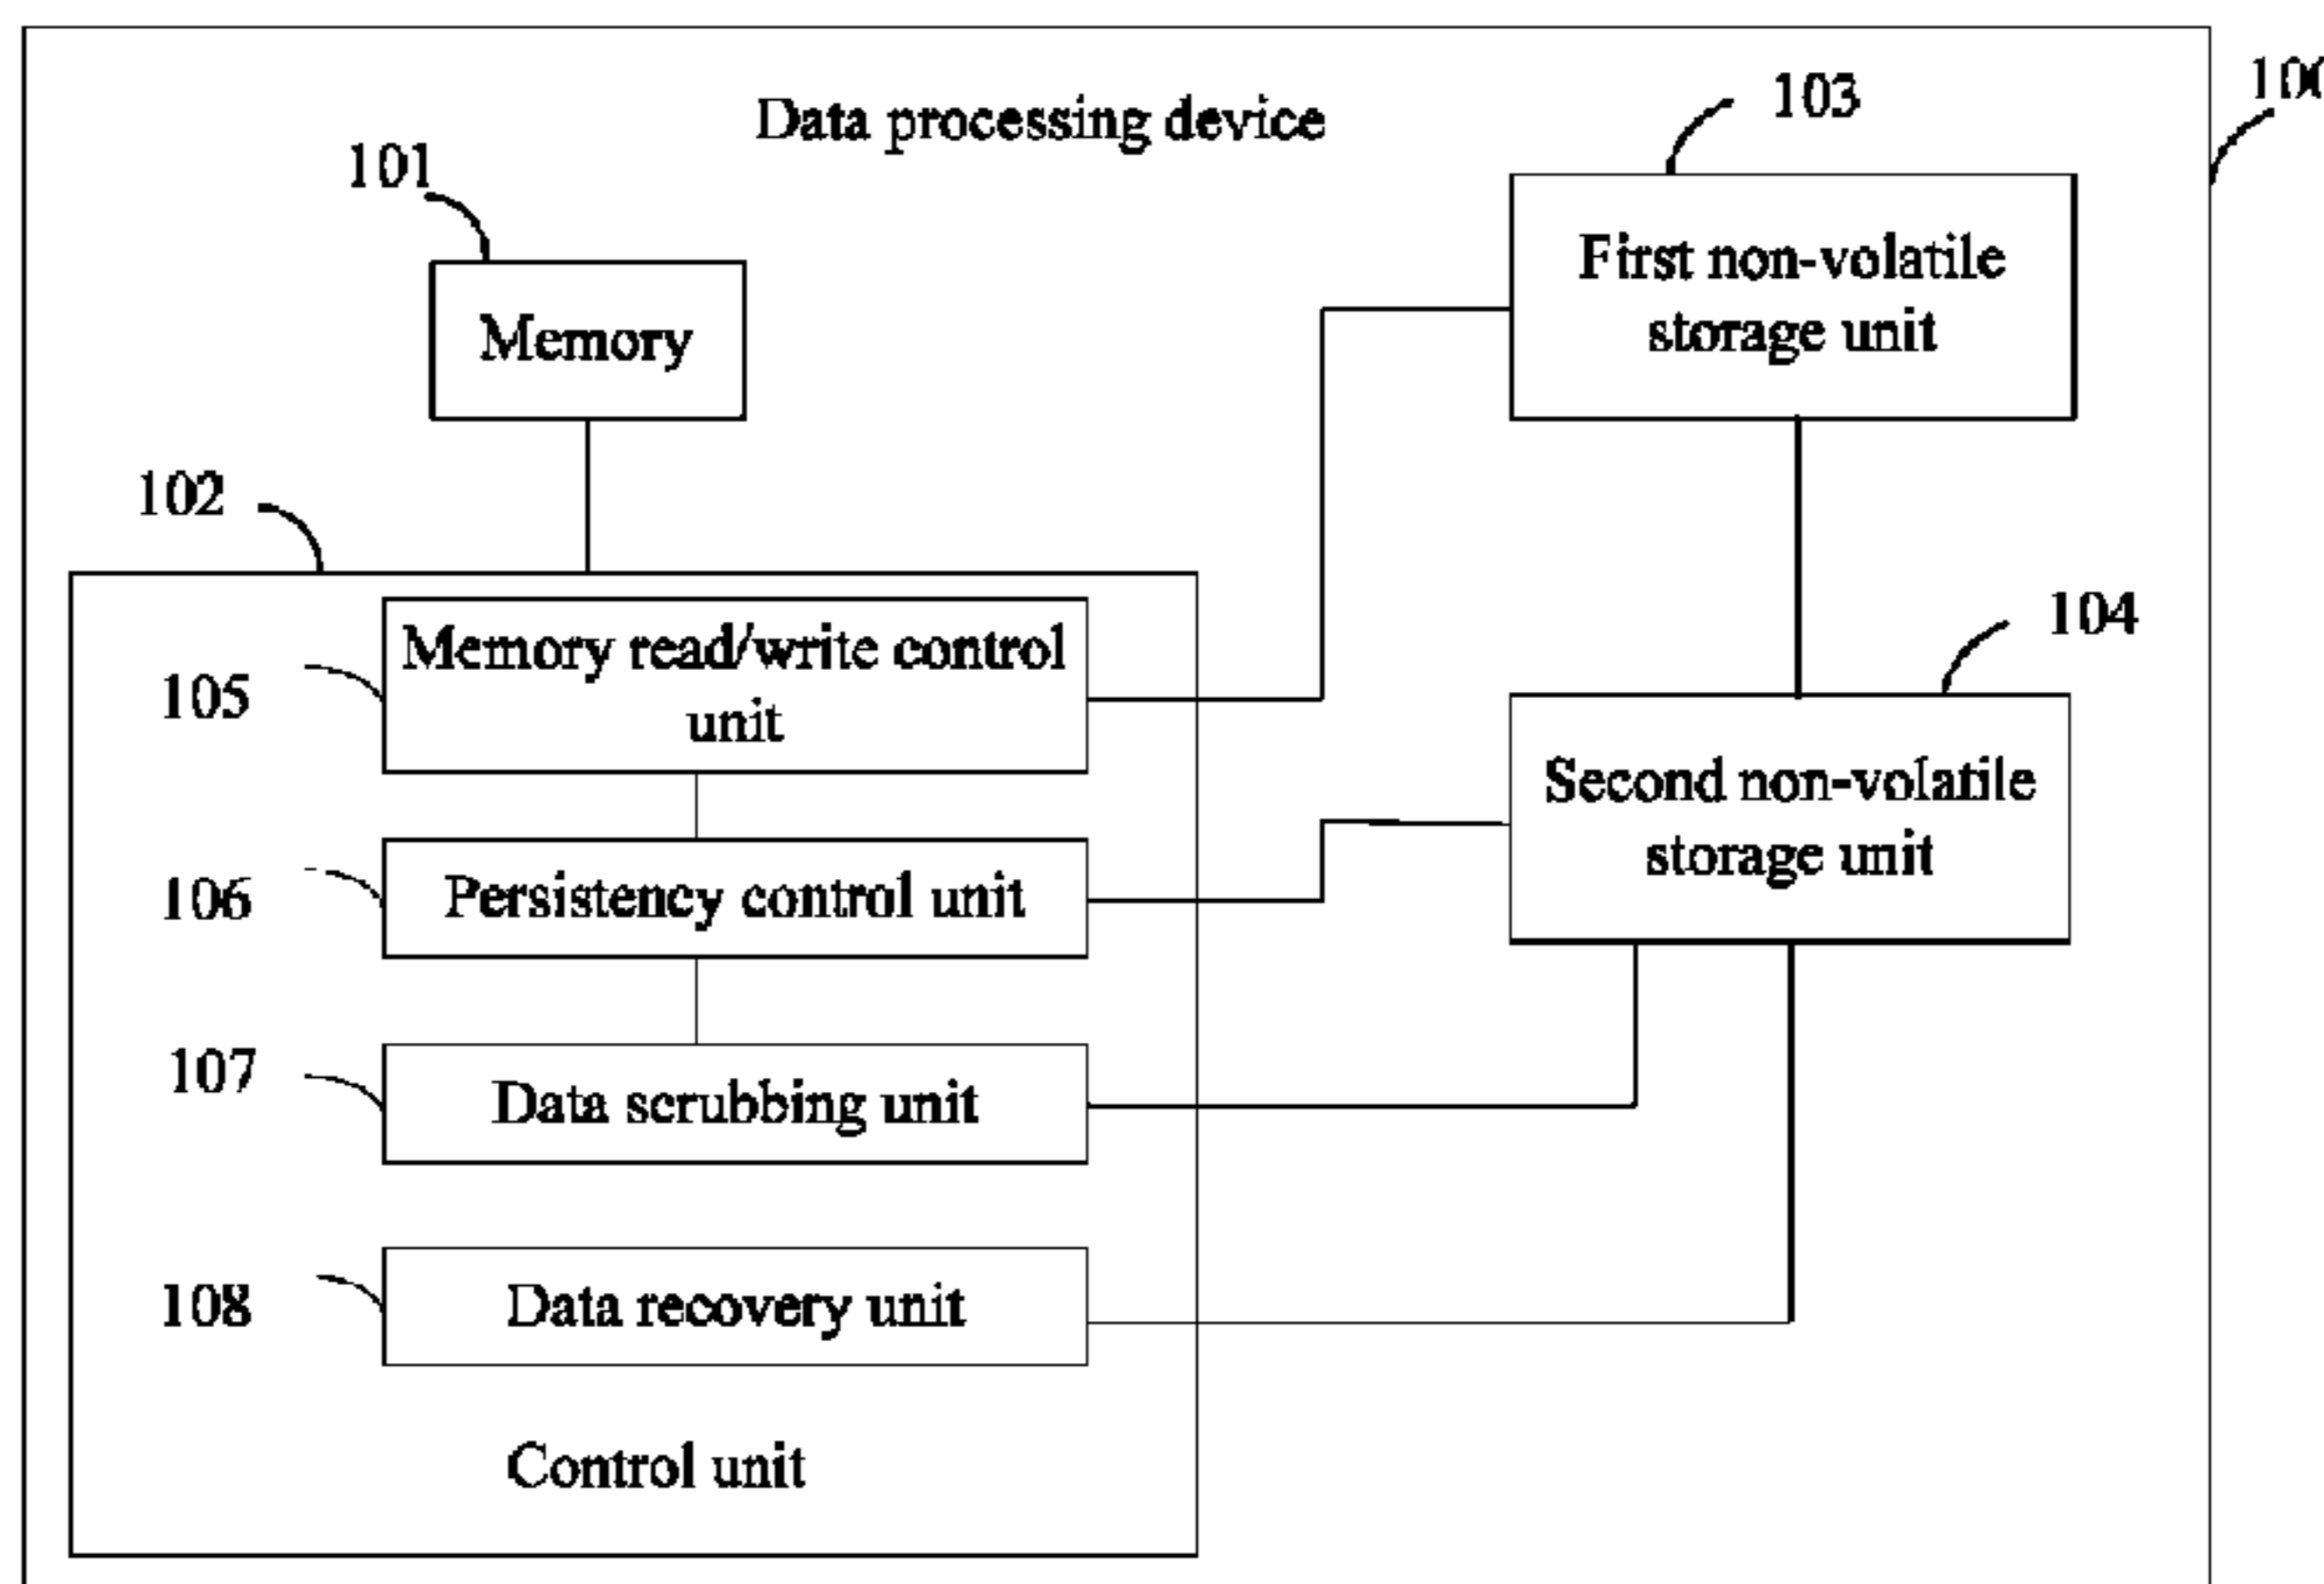 Data processing device
100
103
101
First non-volatile
storage unit
Memory
102
104
Memory read/write control
unit
105
Second non-volatile
storage unit
Persistency control unit
106
107
Data scrubbing unit
108
Data recovery unit
Control unit